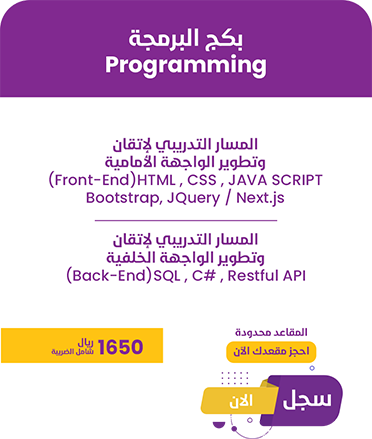 بكج البرمجة
Programming
المسار التدريبي لإتقان
وتطوير الواجهة الأمامية
(Front-End)HTML , CSS , JAVA SCRIPT
Bootstrap, JQuery / Next.js
المسار التدريبي لإتقان
وتطوير الواجهة الخلفية
(Back-End)SQL , C# , Restful API
المقاعد محدودة
احجز مقعدك الآن
1650 ريال
شامل الضريبة
سجل
الان